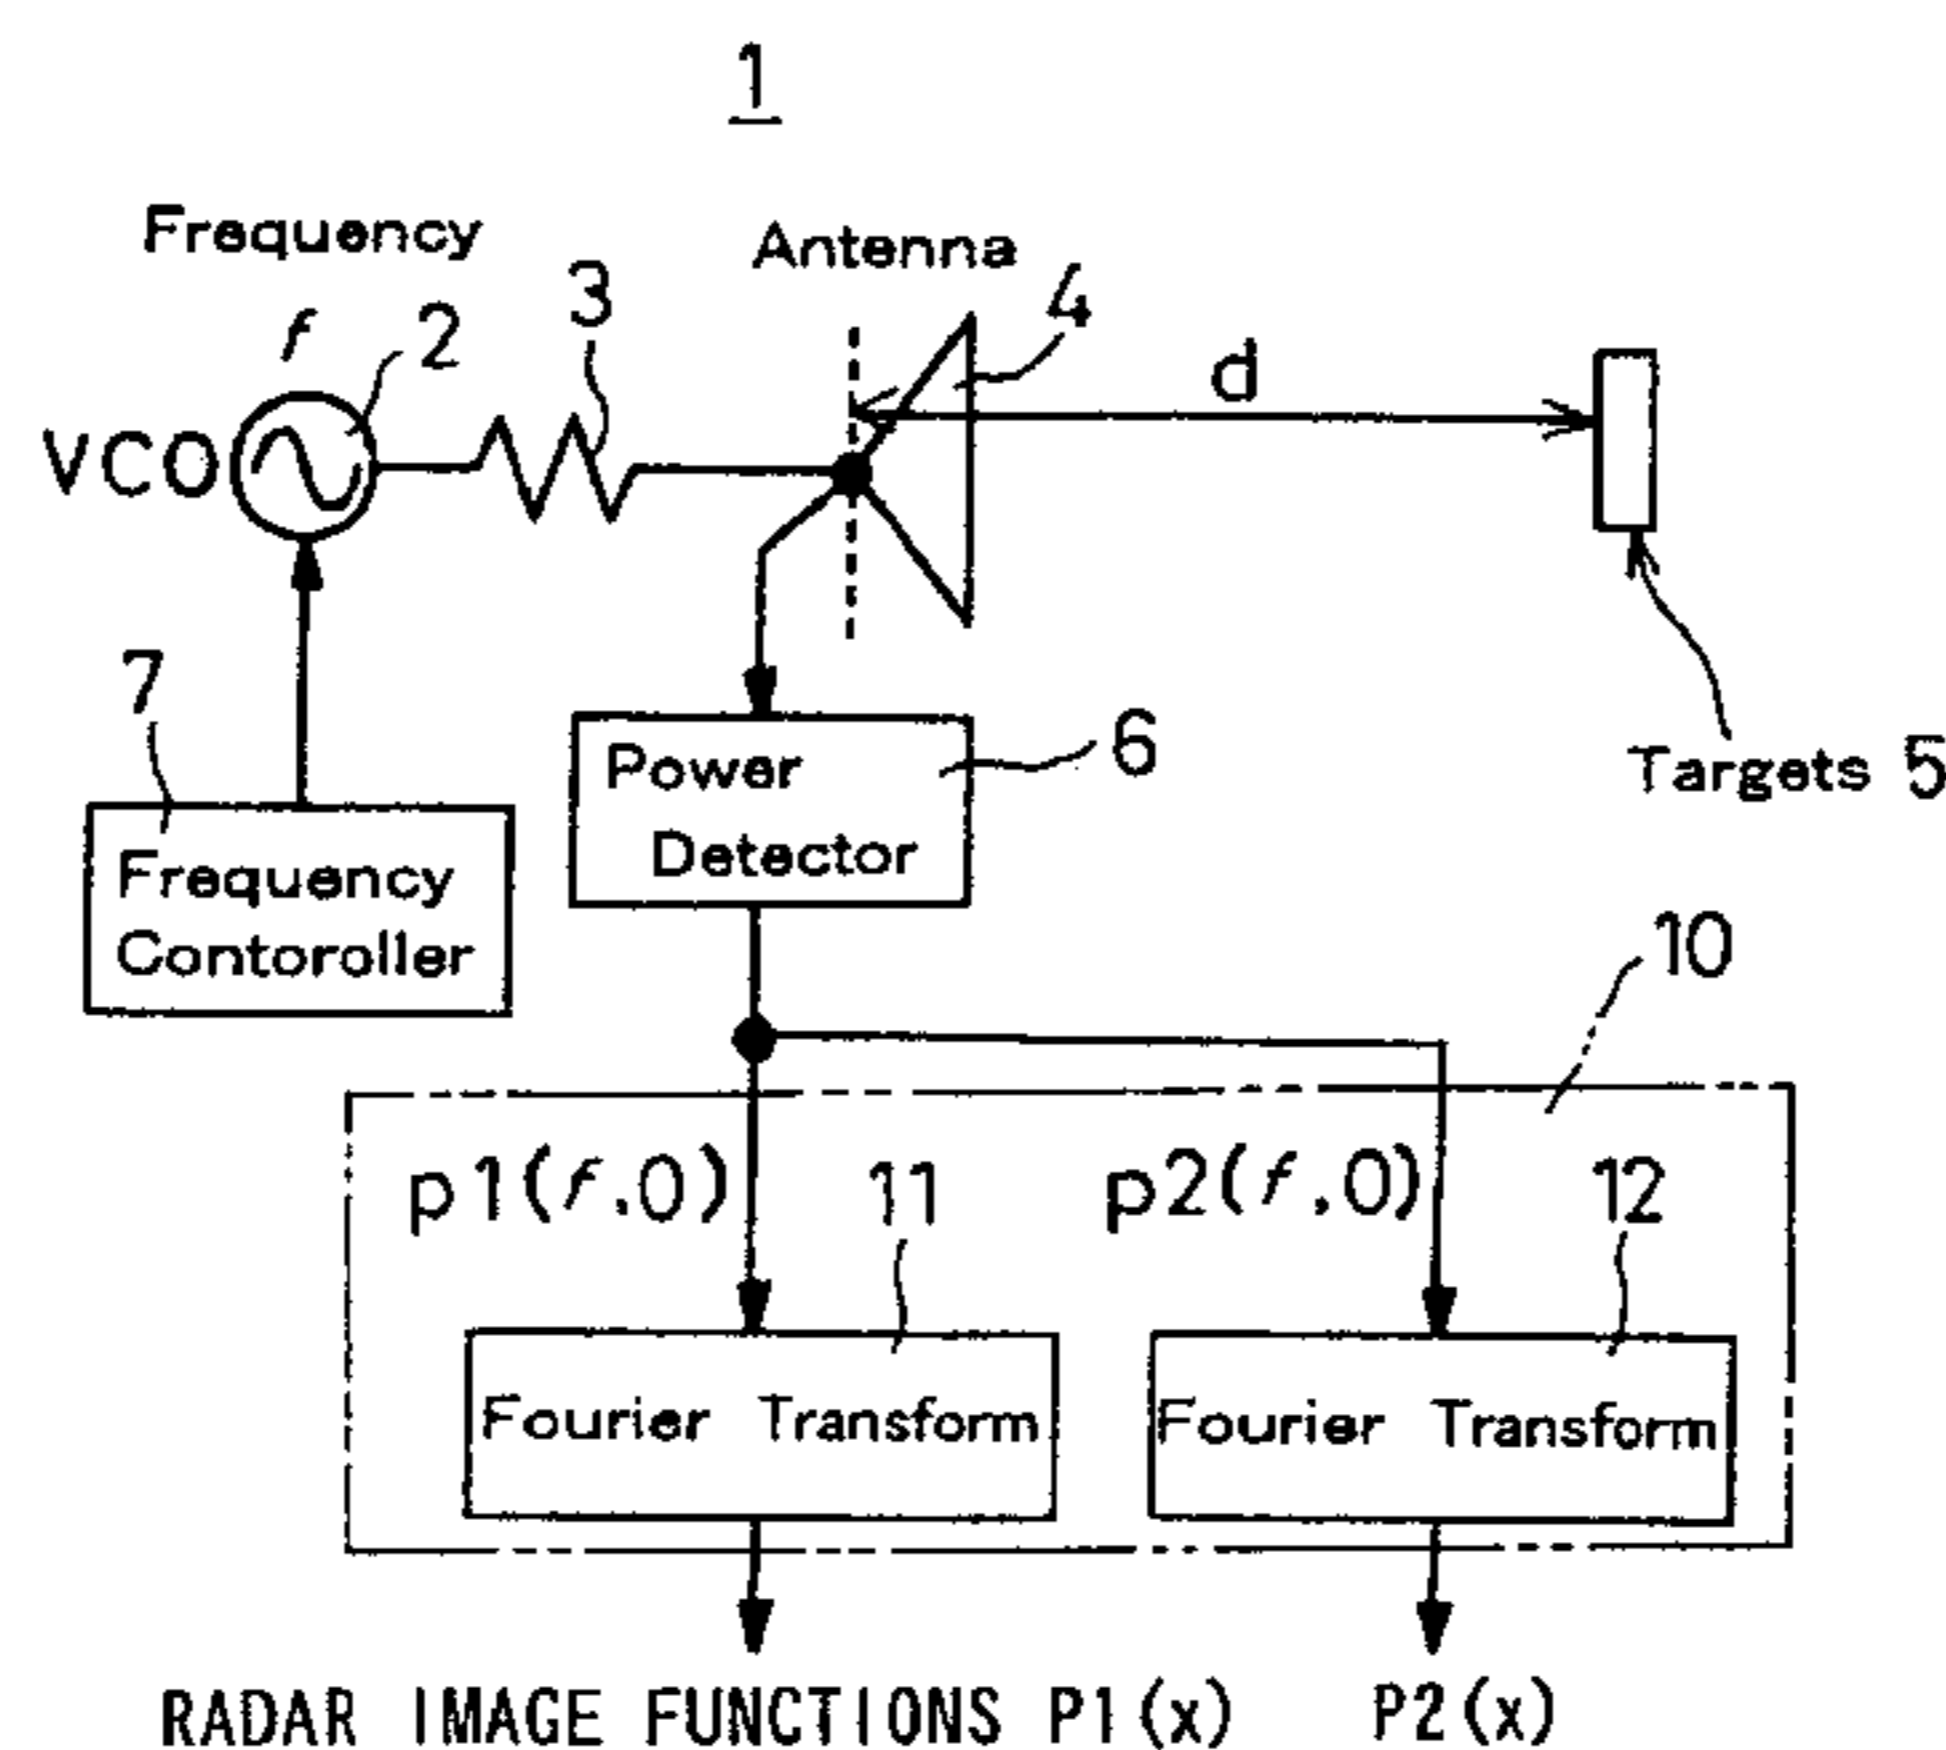 1
Frequency
Antenna
f
2
3
4
d
VCO
7
Frequency
Contoroller
Power
Detector
6
Targets 5
10
p1(f,0)
11
p2(f,0)
12
Fourier Transform
Fourier Transform
RADAR IMAGE FUNCTIONS P1(x) P2(x)